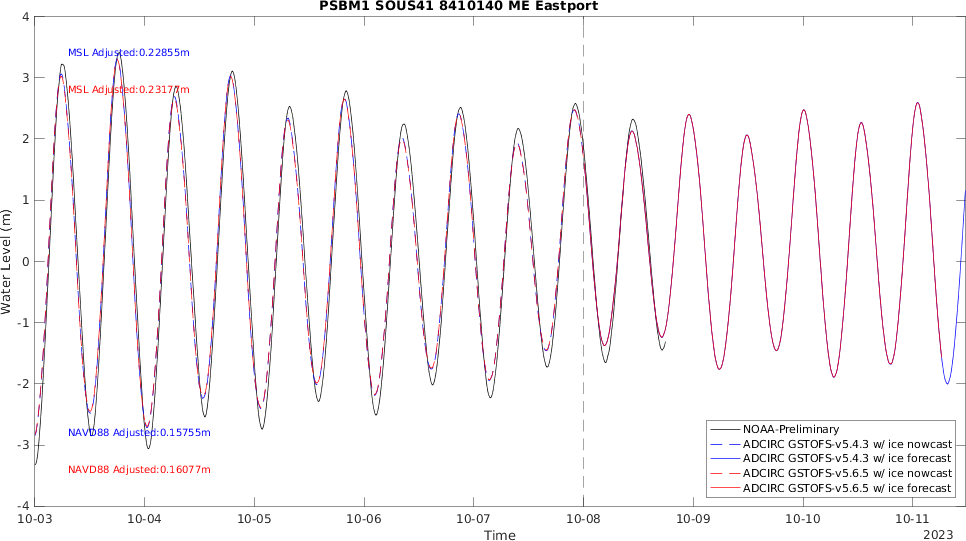 PSBM1 SOUS41 8410140 ME Eastport
Water Level (m)
4
3
2
1
0
-1
-2
-3
-4
MSL Adjusted:0.22855m
MSL Adjusted:0.23177m
NAVD88 Adjusted:0.15755m
NAVD88 Adjusted:0.16077m
NOAA-Preliminary
ADCIRC GSTOFS-v5.4.3 w/ ice nowcast
ADCIRC GSTOFS-v5.4.3 w/ ice forecast
ADCIRC GSTOFS-v5.6.5 w/ ice nowcast
ADCIRC GSTOFS-v5.6.5 w/ ice forecast
10-03 10-04 10-05 10-06 10-07 10-08 10-09 10-10 10-11
Time
2023